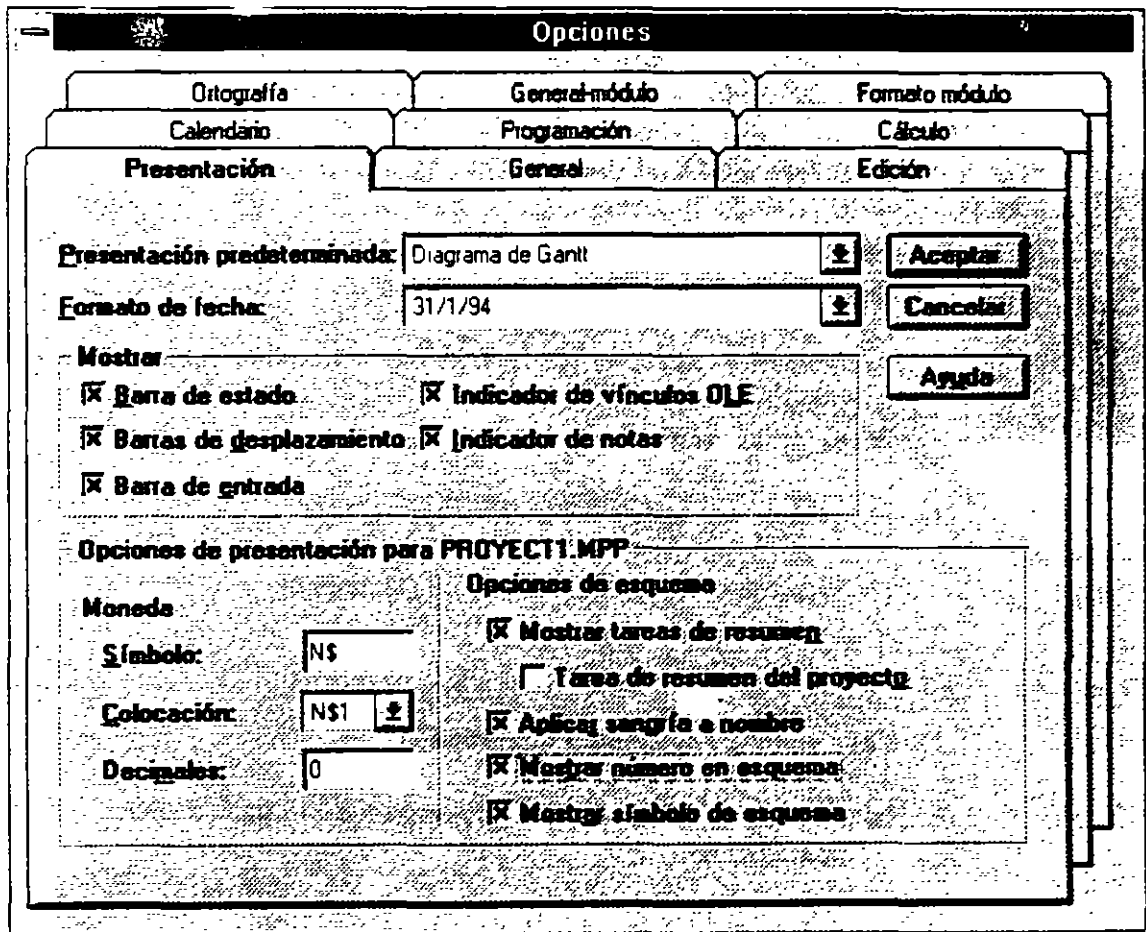 Opciones
Ortografía General-módulo Formato módulo
Calendario Programación Cálculo
Presentación General Edición
Presentación predeterminada: Diagrama de Gantt Aceptar
Formato de fecha: 31/1/94 Cancelar
Mostrar Ayuda
Barra de estado Indicador de vínculos OLE
Barras de desplazamiento Indicador de notas
Barra de entrada
Opciones de presentación para PROYECT1.MPP
Opciones de esquema
Moneda
Mostrar tareas de resumen
Símbolo: N$
Tarea de resumen del proyecto
Colocación: N$1
Aplicar sangría a nombre
Decimales: 0
Mostrar número en esquema
Mostrar símbolo de esquema